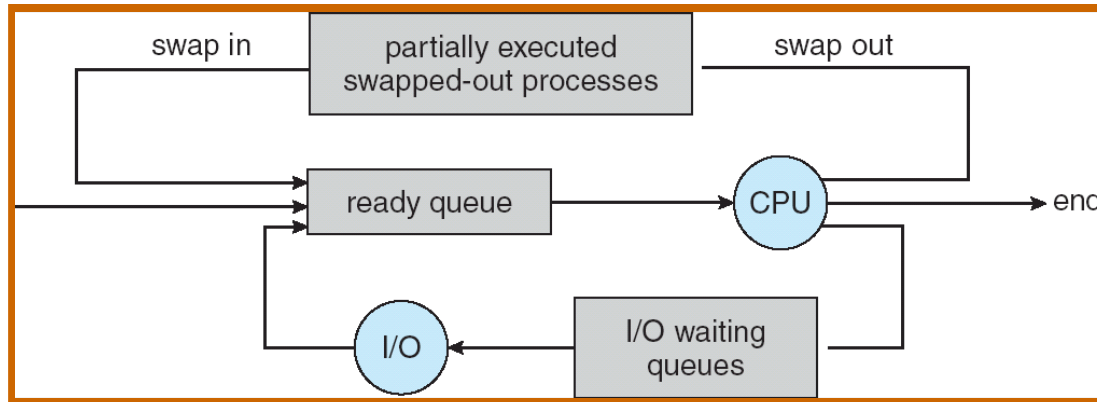 swap in
partially executed
swapped-out processes
swap out
ready queue
CPU
end
I/O
I/O waiting
queues